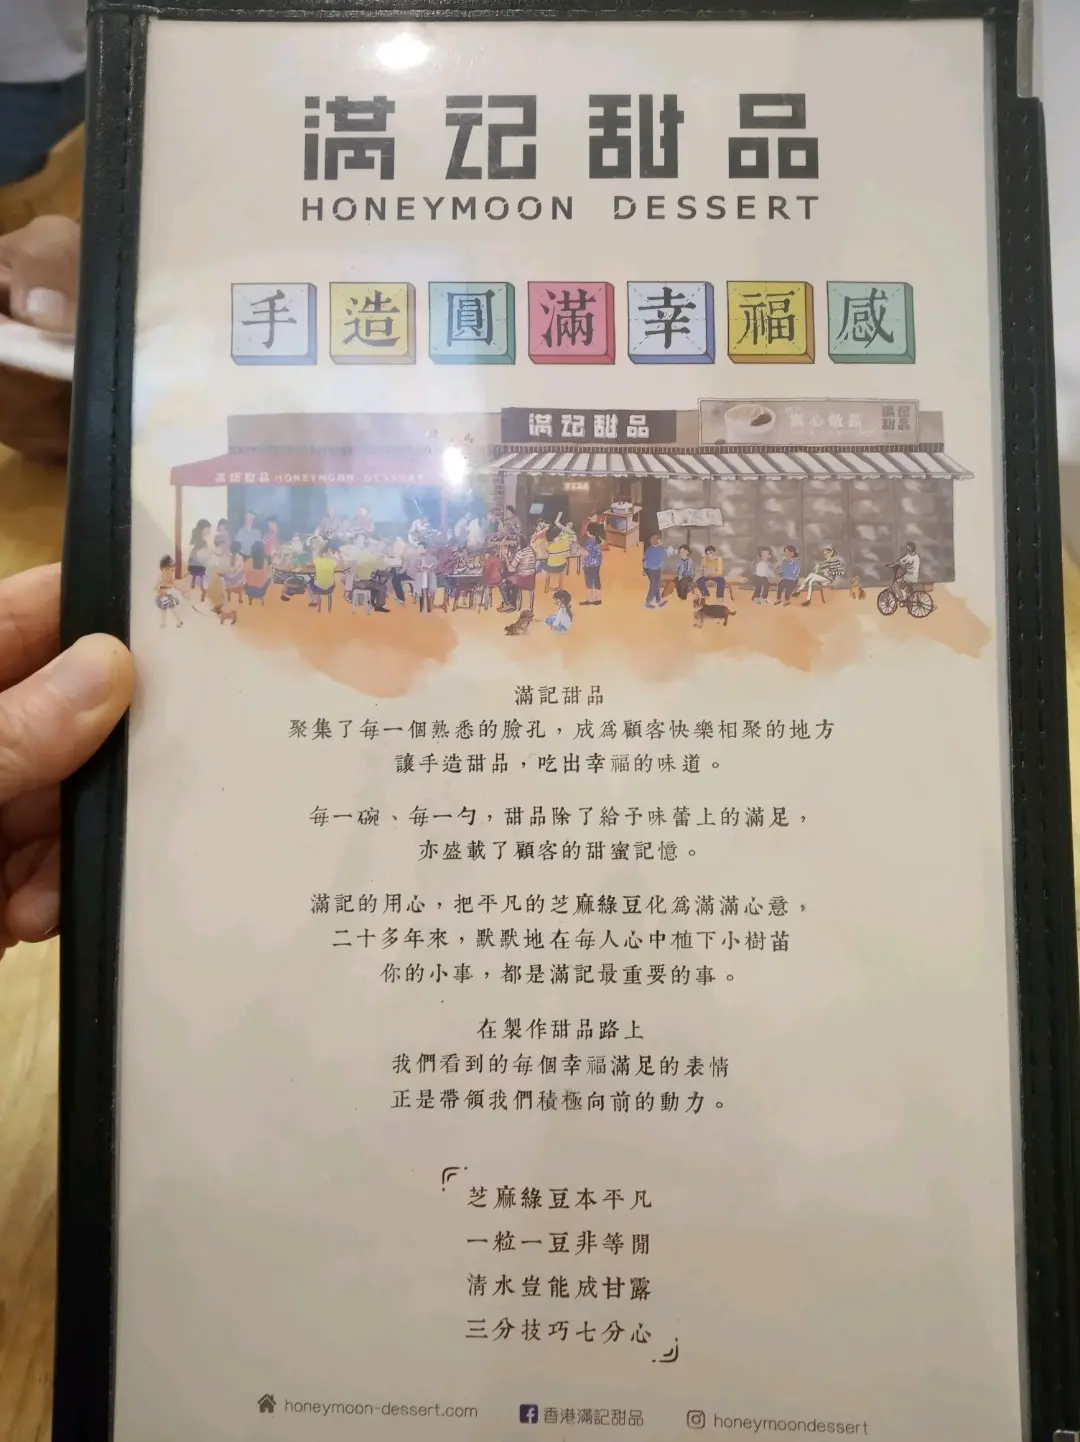 滿記甜品
HONEYMOON DESSERT
手造圓滿幸福感
滿記甜品
滿記甜品
滿記甜品 HONEYMOON DESSERT
滿記甜品
聚集了每一個熟悉的臉孔，成為顧客快樂相聚的地方
讓手造甜品，吃出幸福的味道。
每一碗、每一勺，甜品除了給予味蕾上的滿足，
亦盛載了顧客的甜蜜記憶。
滿記的用心，把平凡的芝麻綠豆化為滿滿心意，
二十多年來，默默地在每人心中植下小樹苗
你的小事，都是滿記最重要的事。
在製作甜品路上
我們看到的每個幸福滿足的表情
正是帶領我們積極向前的動力。
芝麻綠豆本平凡
一粒一豆非等閒
清水豈能成甘露
三分技巧七分心
honeymoon-dessert.com
香港滿記甜品
honeymoondessert